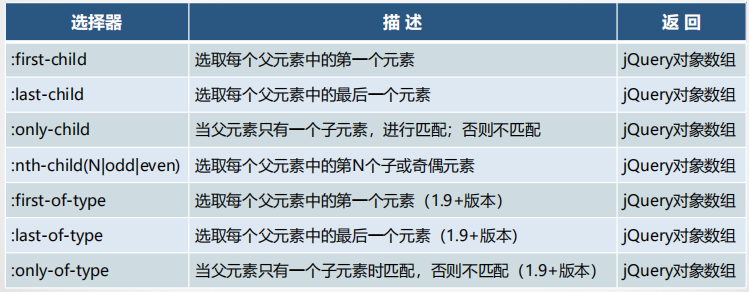 选择器 描 述 返 回
:first-child 选取每个父元素中的第一个元素 jQuery对象数组
:last-child 选取每个父元素中的最后一个元素 jQuery对象数组
:only-child 当父元素只有一个子元素，进行匹配；否则不匹配 jQuery对象数组
:nth-child(N|odd|even) 选取每个父元素中的第N个子或奇偶元素 jQuery对象数组
:first-of-type 选取每个父元素中的第一个元素（1.9+版本） jQuery对象数组
:last-of-type 选取每个父元素中的最后一个元素（1.9+版本） jQuery对象数组
:only-of-type 当父元素只有一个子元素时匹配，否则不匹配（1.9+版本） jQuery对象数组